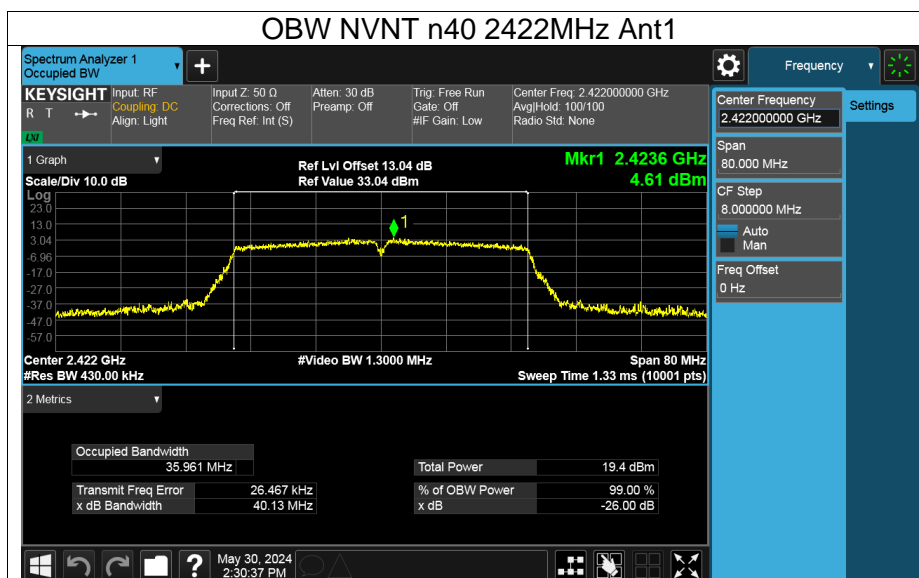 OBW NVNT n40 2422MHz Ant1
Spectrum Analyzer 1
Occupied BW
+
Frequency
KEYSIGHT
R T
LXI
Input: RF
Coupling: DC
Align: Light
Input Z: 50 Ω
Corrections: Off
Freq Ref: Int (S)
Atten: 30 dB
Preamp: Off
Trig: Free Run
Gate: Off
#IF Gain: Low
Center Freq: 2.422000000 GHz
Avg|Hold: 100/100
Radio Std: None
Center Frequency
2.422000000 GHz
Settings
Span
80.000 MHz
CF Step
8.000000 MHz
Auto
Man
Freq Offset
0 Hz
1 Graph
Scale/Div 10.0 dB
Ref Lvl Offset 13.04 dB
Ref Value 33.04 dBm
Mkr1 2.4236 GHz
4.61 dBm
Log
23.0
13.0
3.04
-6.96
-17.0
-27.0
-37.0
-47.0
-57.0
1
Center 2.422 GHz
#Res BW 430.00 kHz
#Video BW 1.3000 MHz
Span 80 MHz
Sweep Time 1.33 ms (10001 pts)
2 Metrics
Occupied Bandwidth
35.961 MHz
Total Power 19.4 dBm
Transmit Freq Error 26.467 kHz
% of OBW Power 99.00 %
x dB Bandwidth 40.13 MHz
x dB -26.00 dB
?
May 30, 2024
2:30:37 PM